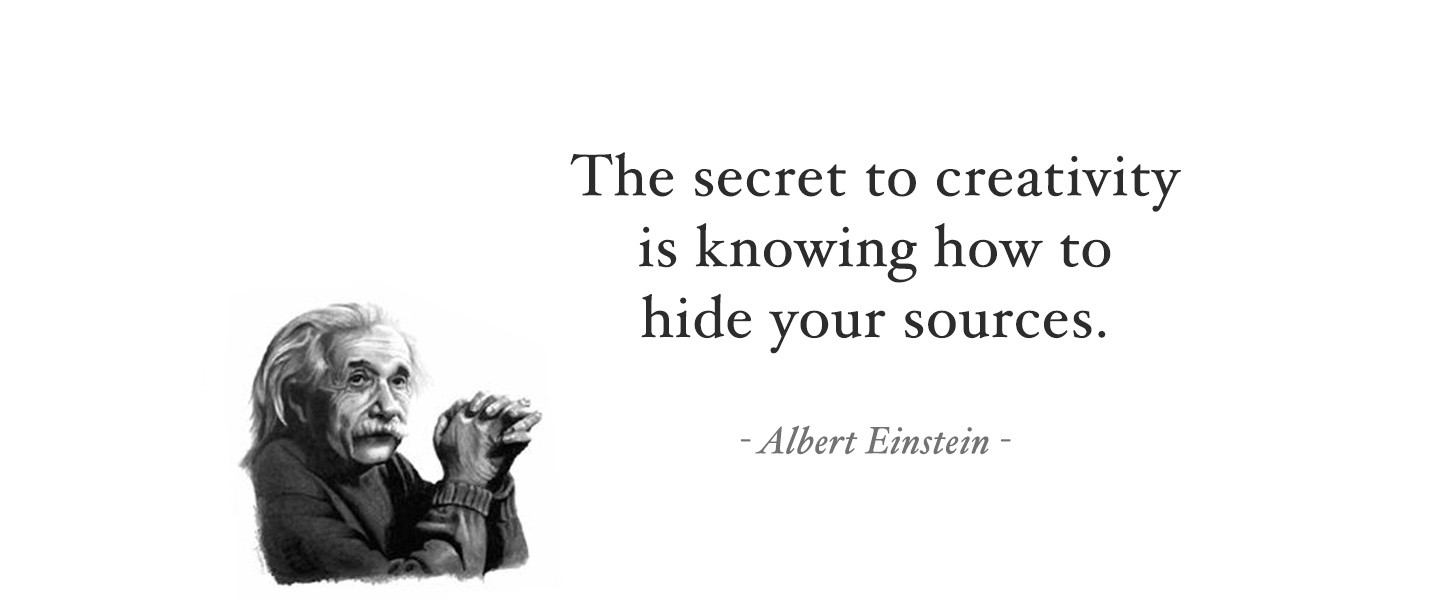 The secret to creativity
is knowing how to
hide your sources.
- Albert Einstein -